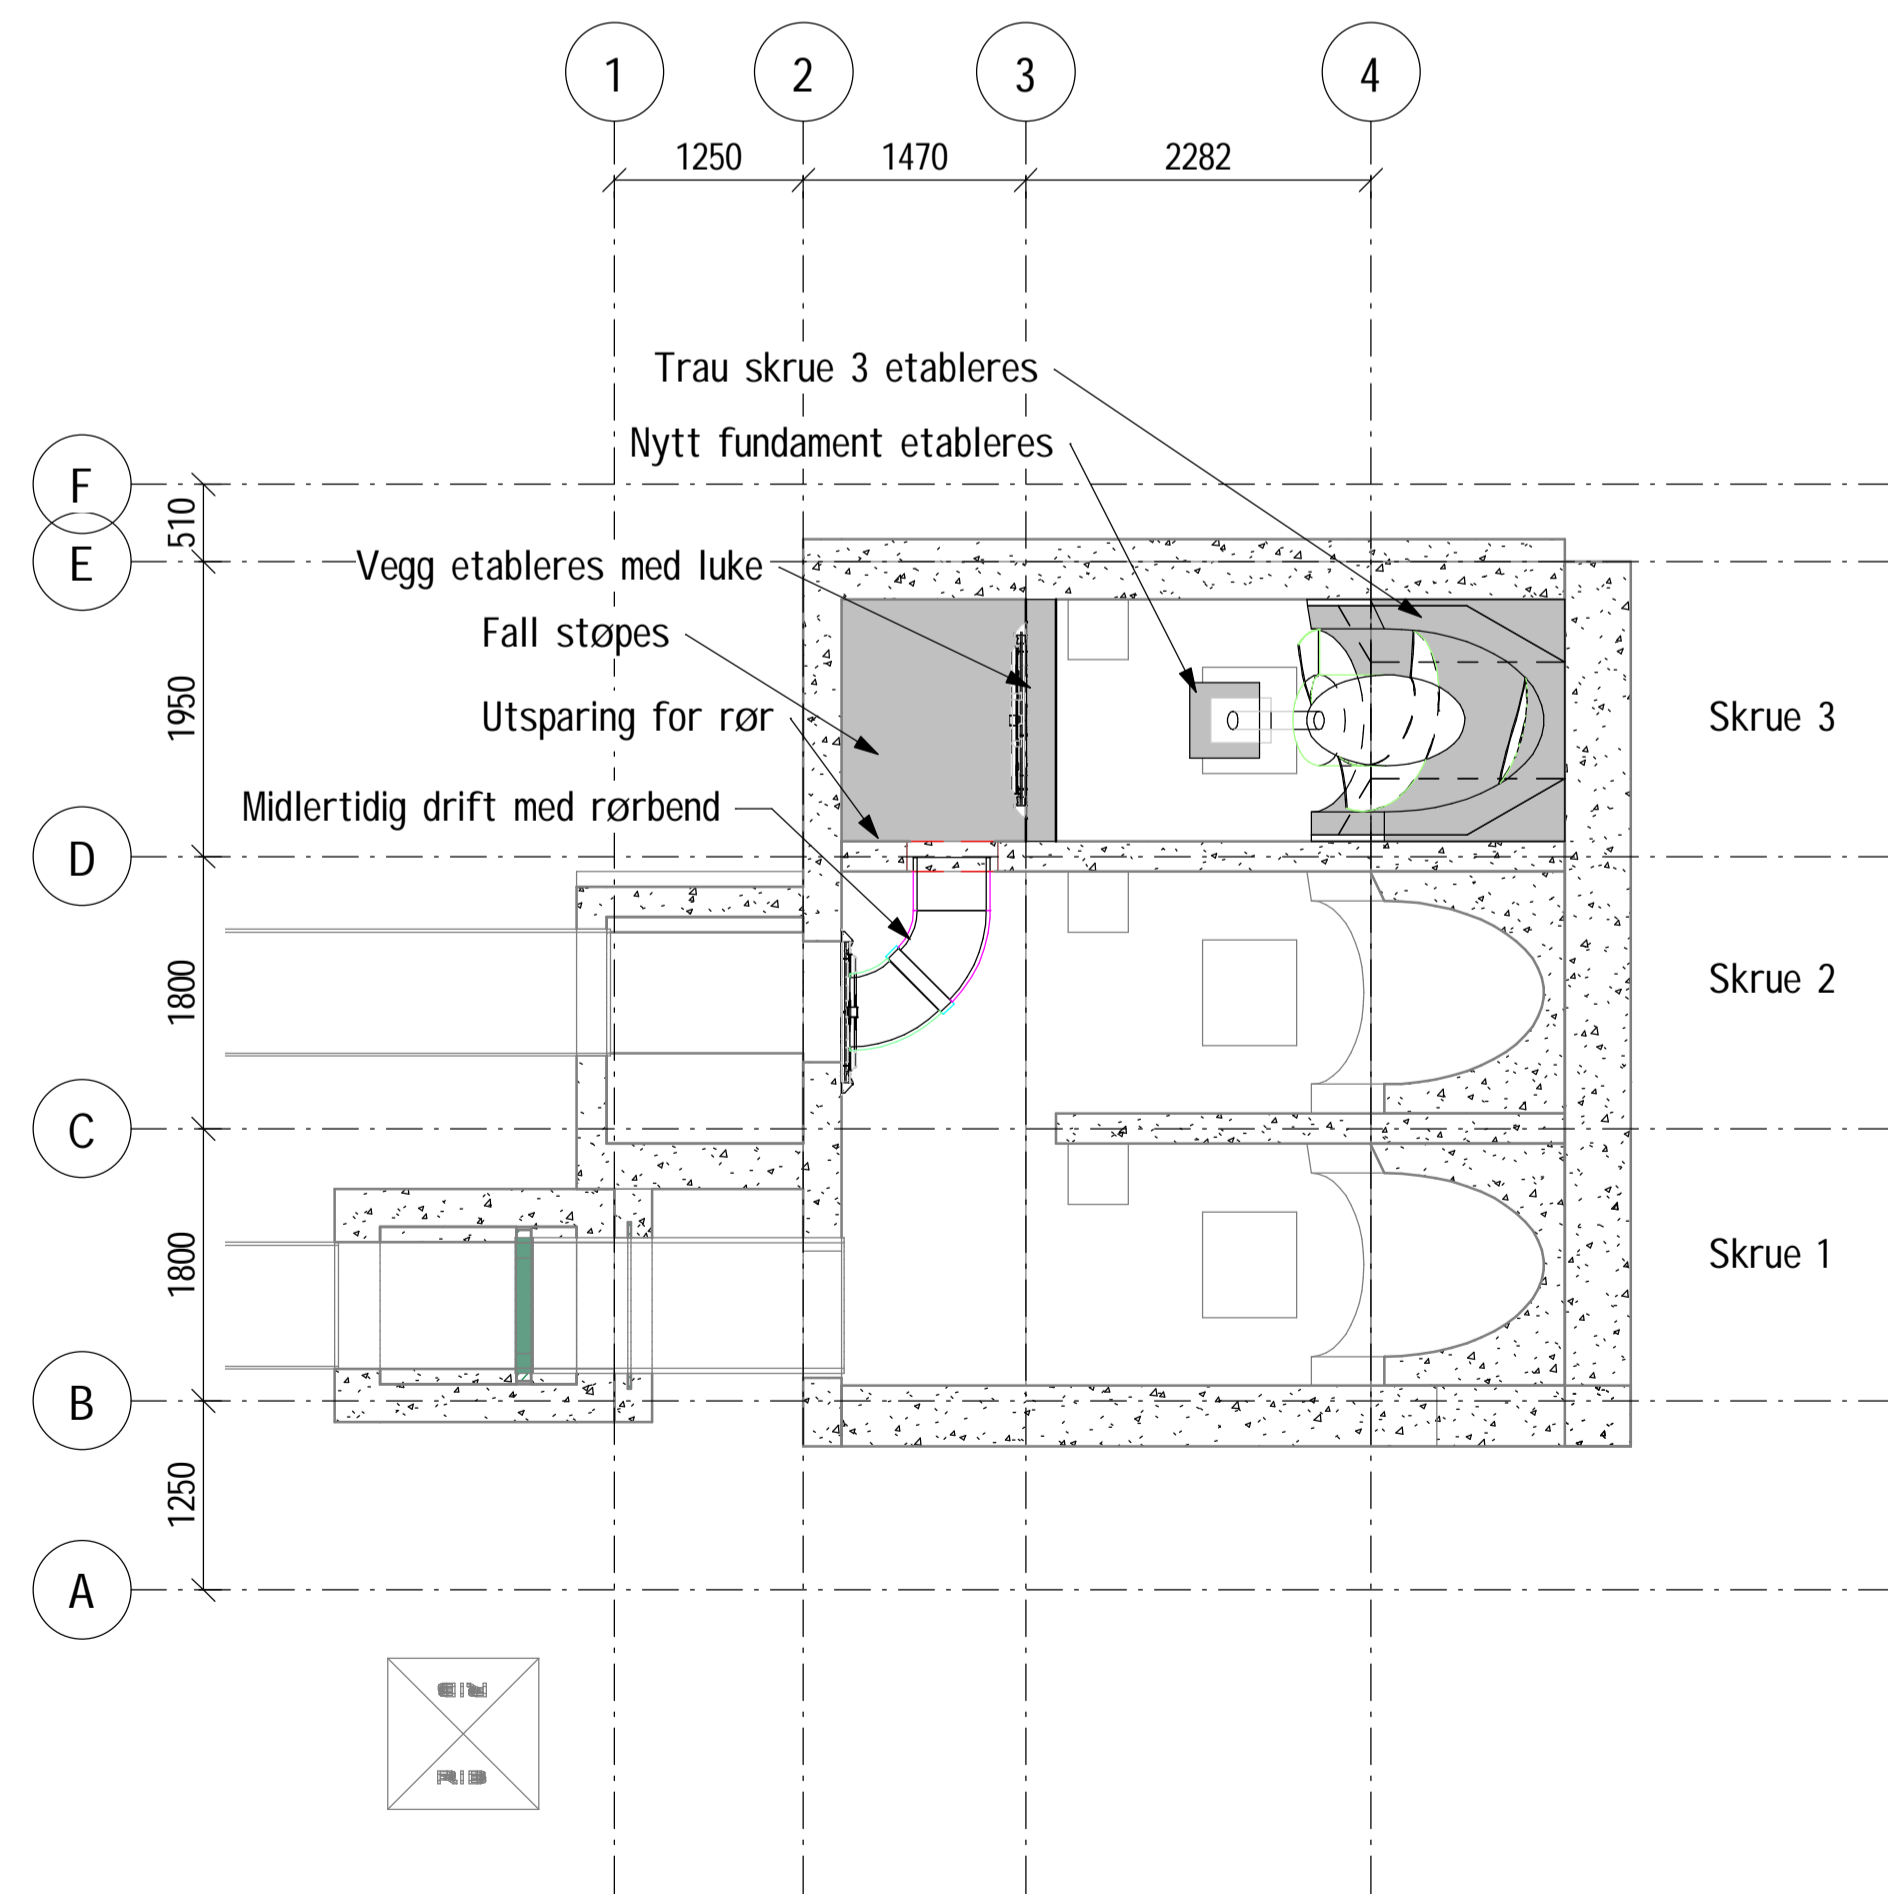 1
2
3
4
1250
1470
2282
Trau skrue 3 etableres
Nytt fundament etableres
F
510
E
Vegg etableres med luke
Fall støpes
1950
Utsparing for rør
Skrue 3
Midlertidig drift med rørbend
D
1800
Skrue 2
C
1800
Skrue 1
B
1250
A
RIB